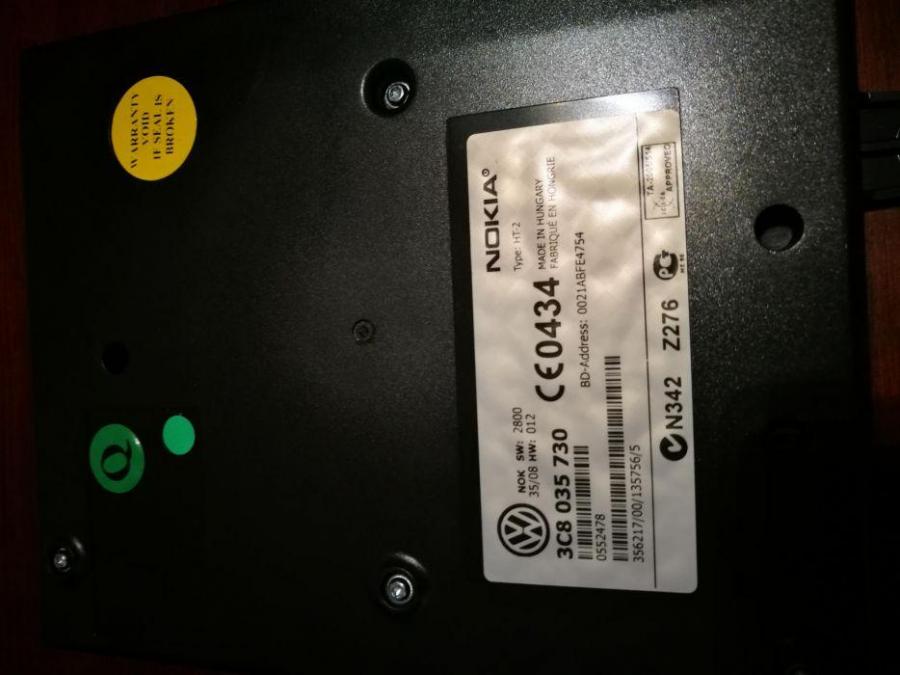 WARRANTY
VOID
IF SEAL IS
BROKEN
Q
NOKIA®
Type: HT-2
NOK SW: 2800
35/08 HW: 012
CE0434
MADE IN HUNGARY
FABRIQUÉ EN HONGRIE
3C8 035 730
BD-Address: 0021ABFE4754
0552478
356217/00/135756/5
N342 Z276
APPROVED